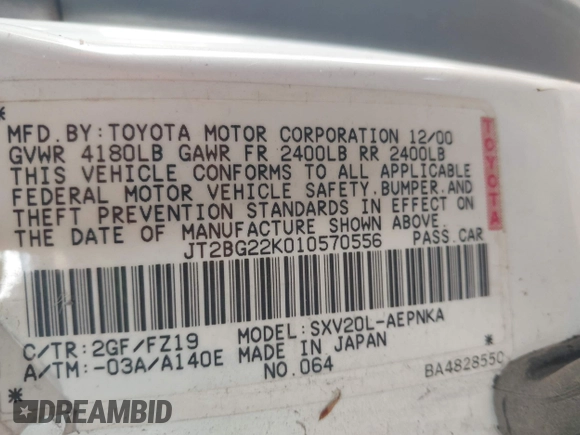 MFD. BY: TOYOTA MOTOR CORPORATION 12/00
GVWR 4180LB GAWR FR 2400LB RR 2400LB
THIS VEHICLE CONFORMS TO ALL APPLICABLE
FEDERAL MOTOR VEHICLE SAFETY, BUMPER, AND
THEFT PREVENTION STANDARDS IN EFFECT ON
THE DATE OF MANUFACTURE SHOWN ABOVE.
JT2BG22K010570556 PASS. CAR
TOYOTA
C/TR: 2GF/FZ19 MODEL: SXV20L-AEPNKA
A/TM: -03A/A140E MADE IN JAPAN
NO. 064 BA482855C
DREAMBID